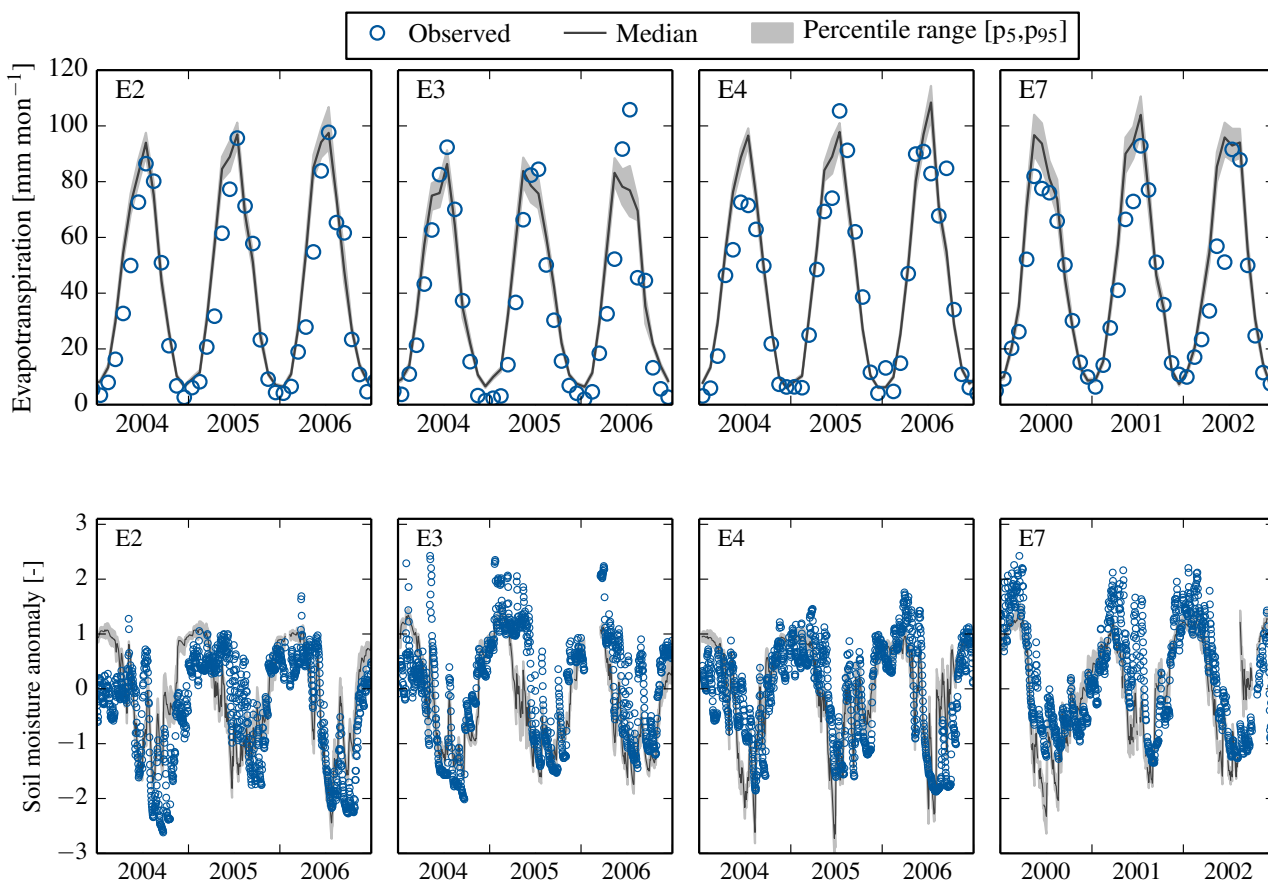 Observed Median Percentile range [p5,p95]
Evapotranspiration [mm mon−1]
120
100
80
60
40
20
0
E2 E3 E4 E7
2004 2005 2006 2004 2005 2006 2004 2005 2006 2000 2001 2002
Soil moisture anomaly [-]
3
2
1
0
−1
−2
−3
E2 E3 E4 E7
2004 2005 2006 2004 2005 2006 2004 2005 2006 2000 2001 2002